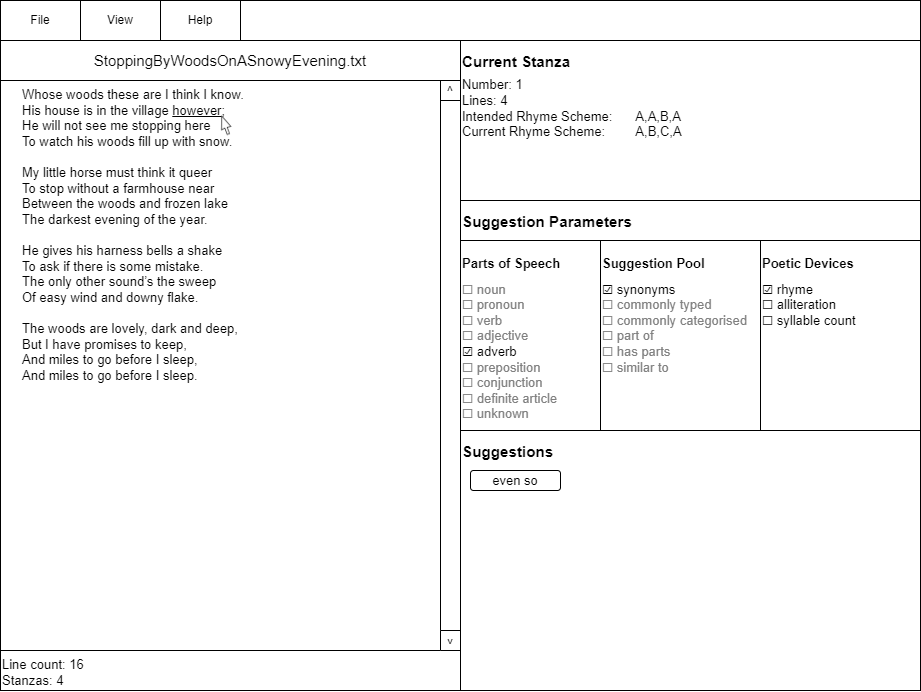 File View Help
StoppingByWoodsOnASnowyEvening.txt
Whose woods these are I think I know.
His house is in the village however;
He will not see me stopping here
To watch his woods fill up with snow.
My little horse must think it queer
To stop without a farmhouse near
Between the woods and frozen lake
The darkest evening of the year.
He gives his harness bells a shake
To ask if there is some mistake.
The only other sound's the sweep
Of easy wind and downy flake.
The woods are lovely, dark and deep,
But I have promises to keep,
And miles to go before I sleep,
And miles to go before I sleep.
^
v
Line count: 16
Stanzas: 4
Current Stanza
Number: 1
Lines: 4
Intended Rhyme Scheme: A,A,B,A
Current Rhyme Scheme: A,B,C,A
Suggestion Parameters
Parts of Speech
☐ noun
☐ pronoun
☐ verb
☐ adjective
☑ adverb
☐ preposition
☐ conjunction
☐ definite article
☐ unknown
Suggestion Pool
☑ synonyms
☐ commonly typed
☐ commonly categorised
☐ part of
☐ has parts
☐ similar to
Poetic Devices
☑ rhyme
☐ alliteration
☐ syllable count
Suggestions
even so